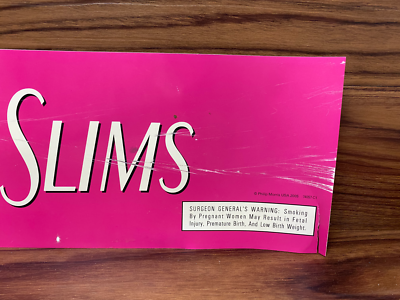 SLIMS
SURGEON GENERAL'S WARNING: Smoking
By Pregnant Women May Result in Fetal
Injury, Premature Birth, And Low Birth Weight.